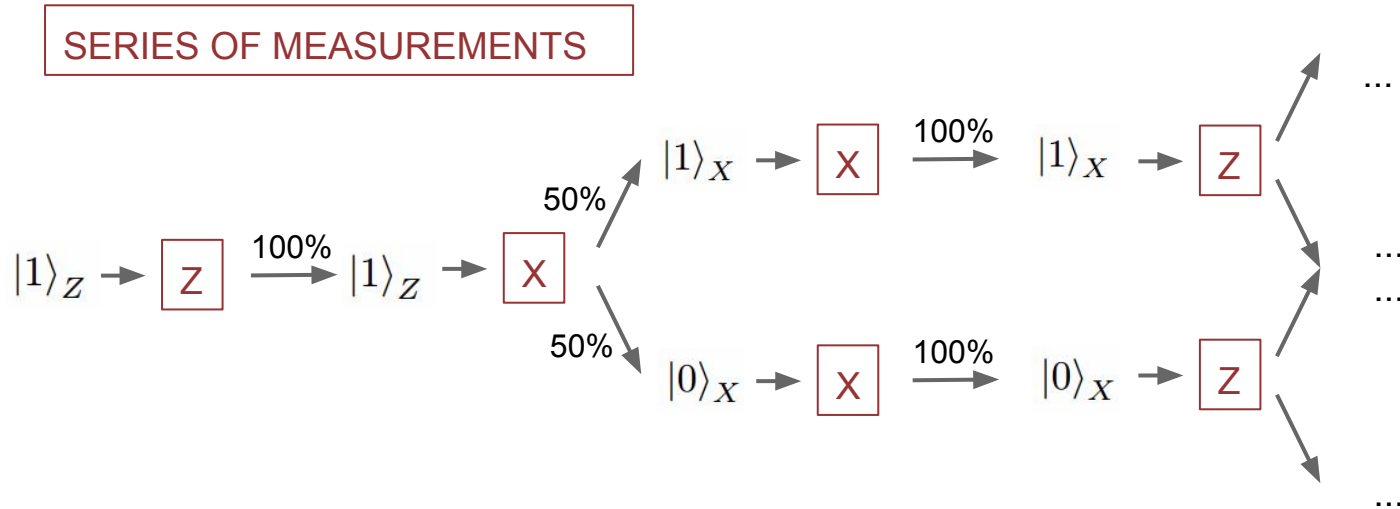 SERIES OF MEASUREMENTS
...
|1⟩X X 100% |1⟩X Z
50%
|1⟩Z Z 100% |1⟩Z X
...
...
50%
|0⟩X X 100% |0⟩X Z
...